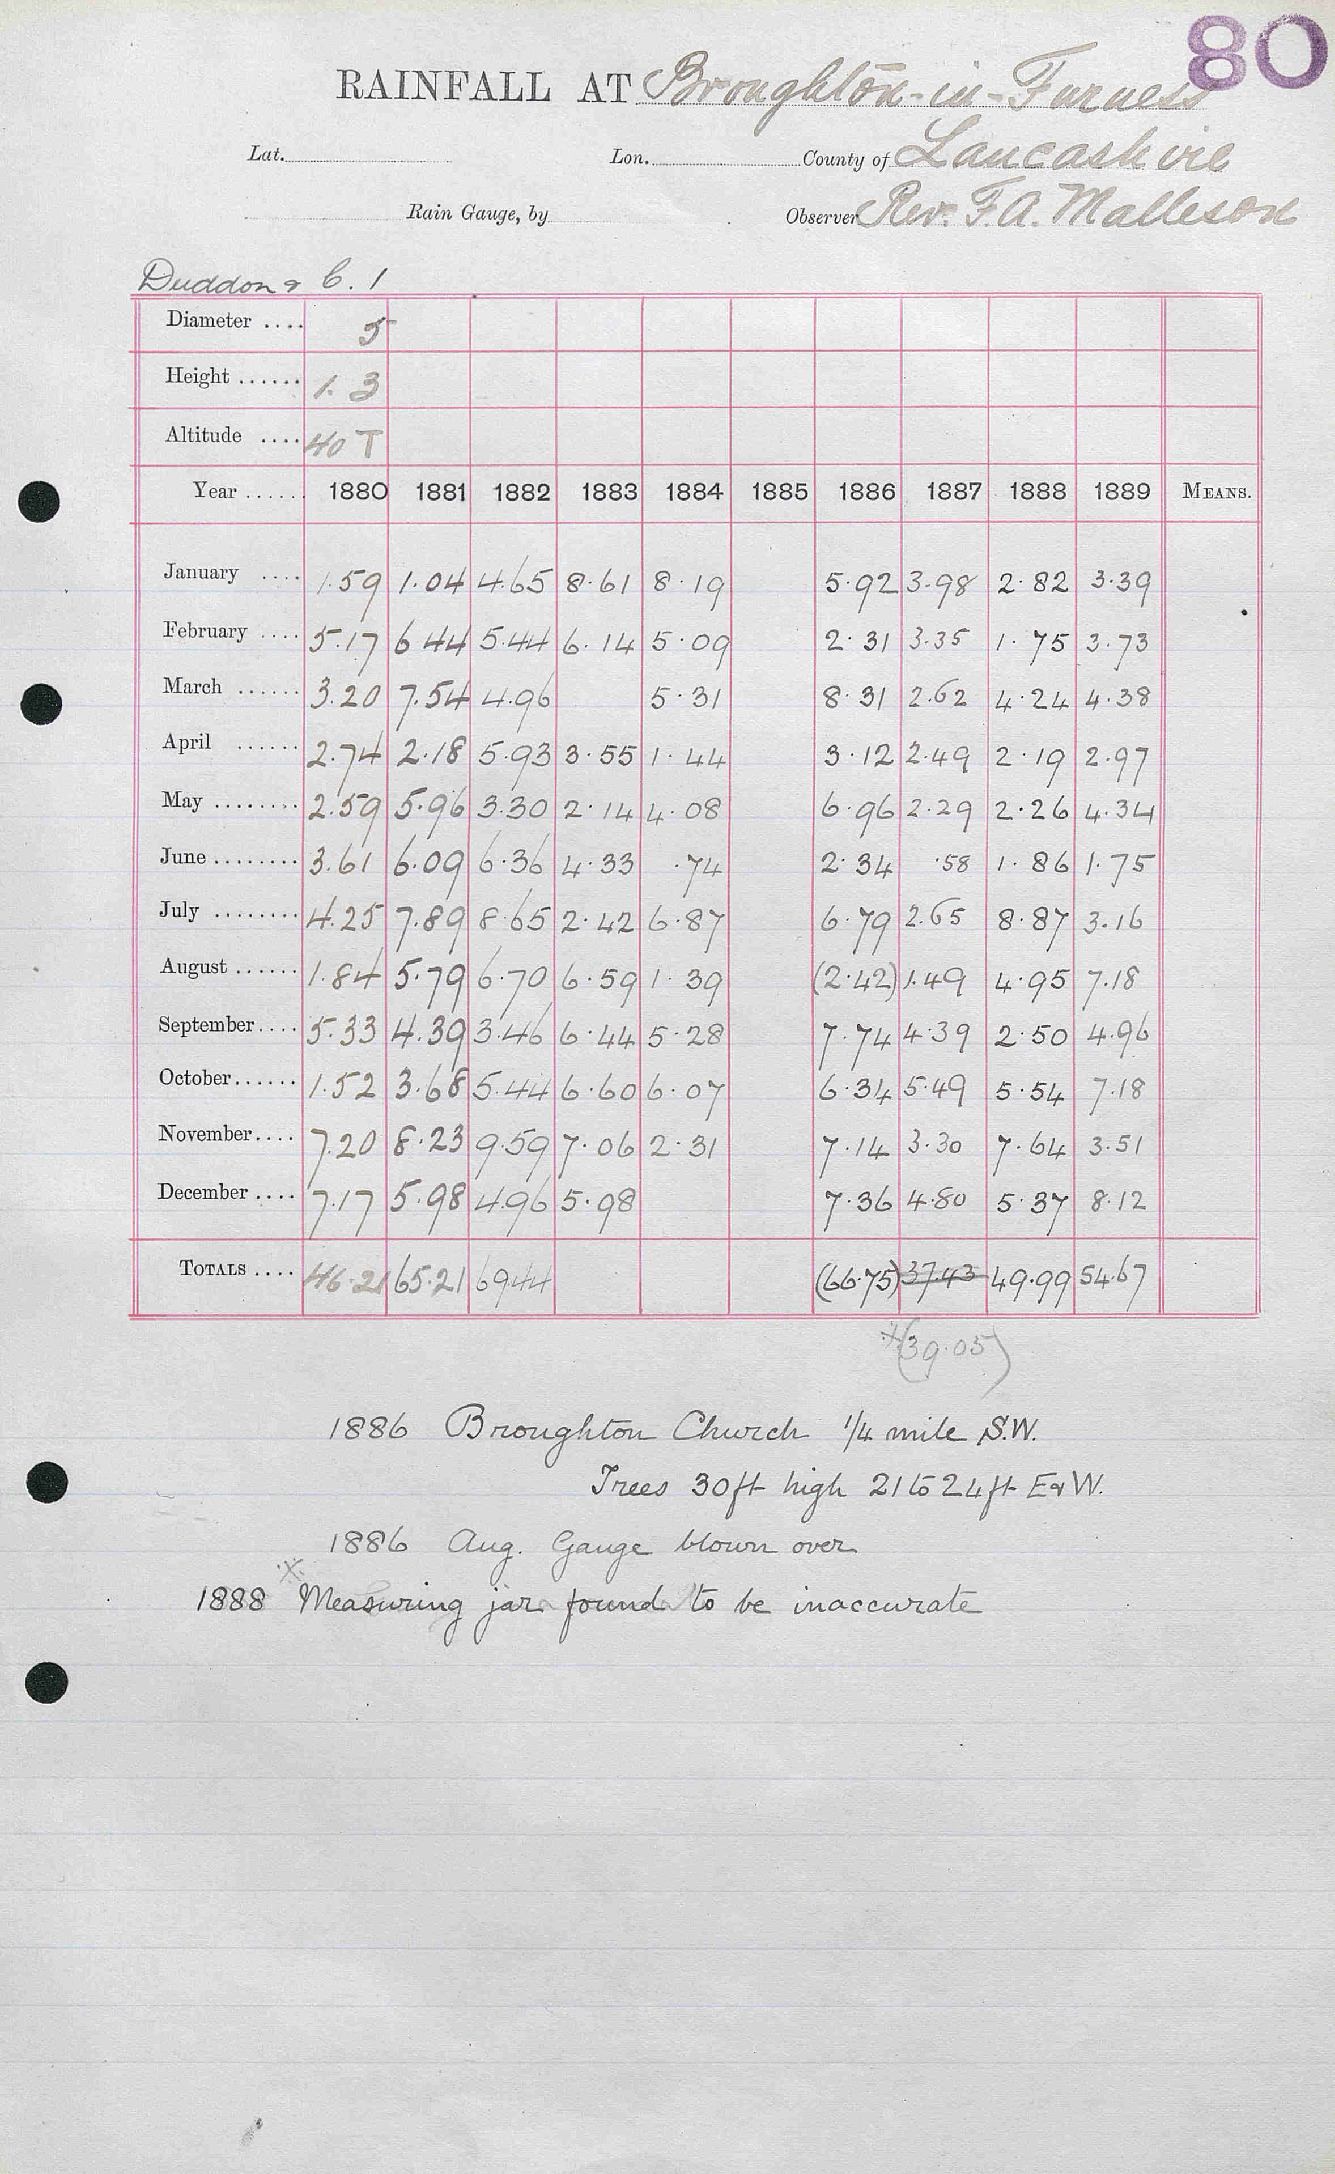 80
RAINFALL AT Broughton-in-Furness
Lat. Lon. County of Lancashire
Rain Gauge, by Observer Rev. F. A. Malleson
Duddon & C. 1
Diameter .... 5
Height ...... 1. 3
Altitude .... 40 T
Year ...... 1880 1881 1882 1883 1884 1885 1886 1887 1888 1889 MEANS.
January .... 1.59 1.04 4.65 8.61 8.19 5.92 3.98 2.82 3.39
February .... 5.17 6.44 5.44 6.14 5.09 2.31 3.35 1.75 3.73
March ...... 3.20 7.54 4.96 5.31 8.31 2.62 4.24 4.38
April ...... 2.74 2.18 5.93 3.55 1.44 3.12 2.49 2.19 2.97
May ........ 2.59 5.96 3.30 2.14 4.08 6.96 2.29 2.26 4.34
June ........ 3.61 6.09 6.36 4.33 .74 2.34 .58 1.86 1.75
July ........ 4.25 7.89 8.65 2.42 6.87 6.79 2.65 8.87 3.16
August ...... 1.84 5.79 6.70 6.59 1.39 (2.42) 1.49 4.95 7.18
September.... 5.33 4.39 3.46 6.44 5.28 7.74 4.39 2.50 4.96
October...... 1.52 3.68 5.44 6.60 6.07 6.34 5.49 5.54 7.18
November.... 7.20 8.23 9.59 7.06 2.31 7.14 3.30 7.64 3.51
December .... 7.17 5.98 4.96 5.98 7.36 4.80 5.37 8.12
TOTALS .... 46.21 65.21 69.44 (66.75) 37.43 49.99 54.67
*(39.05)
1886 Broughton Church 1/4 mile S.W.
Trees 30ft high 21 to 24ft E & W.
1886 Aug. Gauge blown over
*
1888 Measuring jar found to be inaccurate